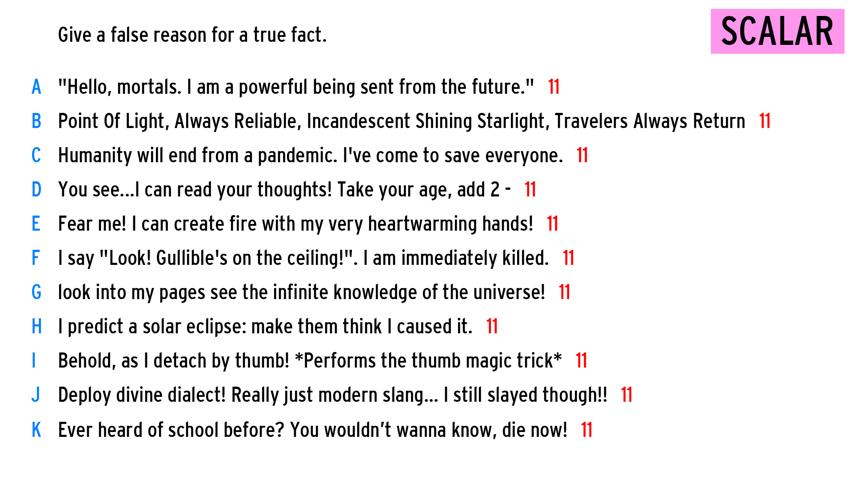 Give a false reason for a true fact.
SCALAR
A "Hello, mortals. I am a powerful being sent from the future." 11
B Point Of Light, Always Reliable, Incandescent Shining Starlight, Travelers Always Return 11
C Humanity will end from a pandemic. I've come to save everyone. 11
D You see...I can read your thoughts! Take your age, add 2 - 11
E Fear me! I can create fire with my very heartwarming hands! 11
F I say "Look! Gullible's on the ceiling!". I am immediately killed. 11
G look into my pages see the infinite knowledge of the universe! 11
H I predict a solar eclipse: make them think I caused it. 11
I Behold, as I detach by thumb! *Performs the thumb magic trick* 11
J Deploy divine dialect! Really just modern slang... I still slayed though!! 11
K Ever heard of school before? You wouldn’t wanna know, die now! 11